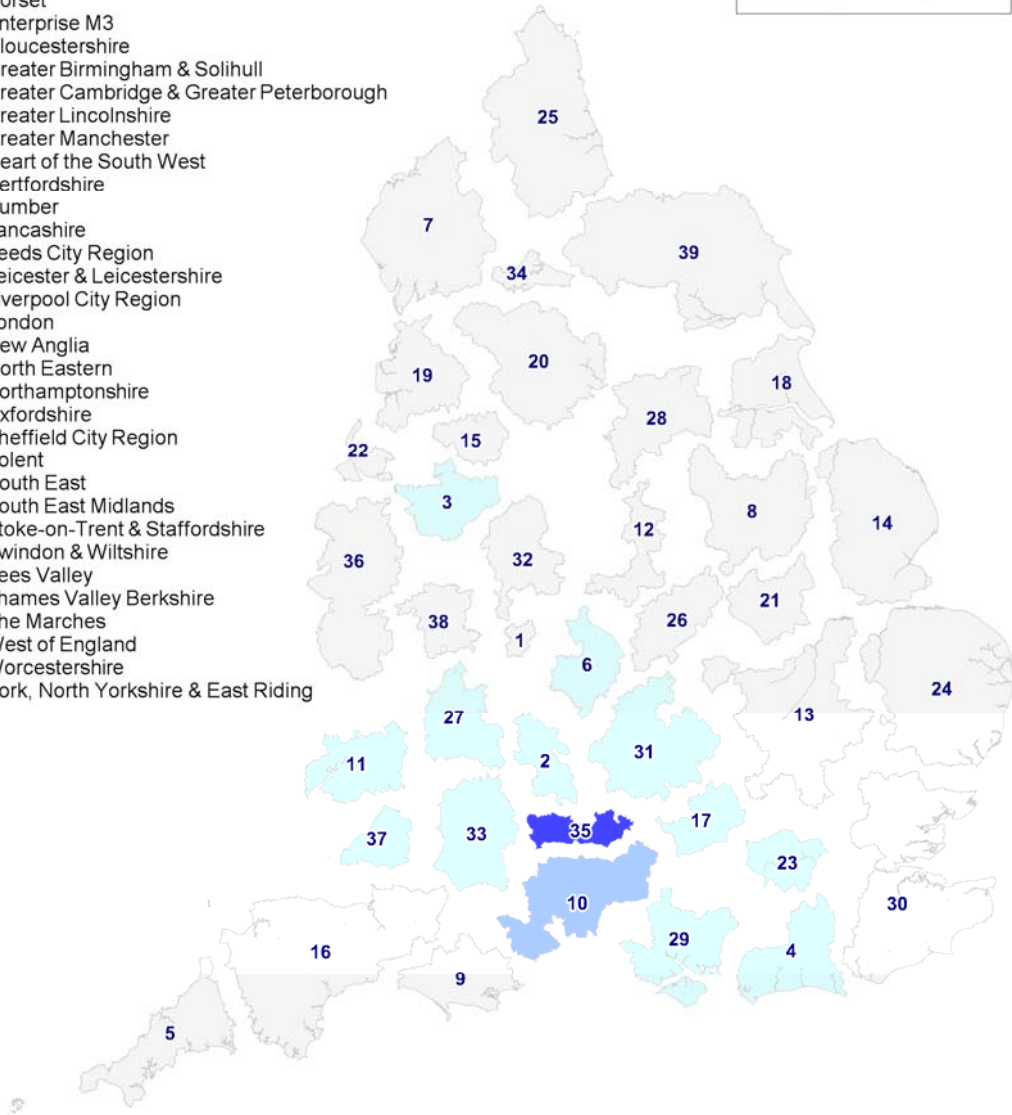 orset
nterprise M3
loucestershire
reater Birmingham & Solihull
reater Cambridge & Greater Peterborough
reater Lincolnshire
reater Manchester
eart of the South West
ertfordshire
umber
ancashire
eeds City Region
eicester & Leicestershire
iverpool City Region
ondon
ew Anglia
orth Eastern
orthamptonshire
xfordshire
heffield City Region
olent
outh East
outh East Midlands
toke-on-Trent & Staffordshire
windon & Wiltshire
ees Valley
hames Valley Berkshire
he Marches
est of England
orcestershire
ork, North Yorkshire & East Riding
25
7
39
34
20
19
18
28
15
22
3
8
14
12
32
36
21
26
38
1
6
24
13
27
31
2
11
17
35
33
37
23
10
30
29
4
16
9
5